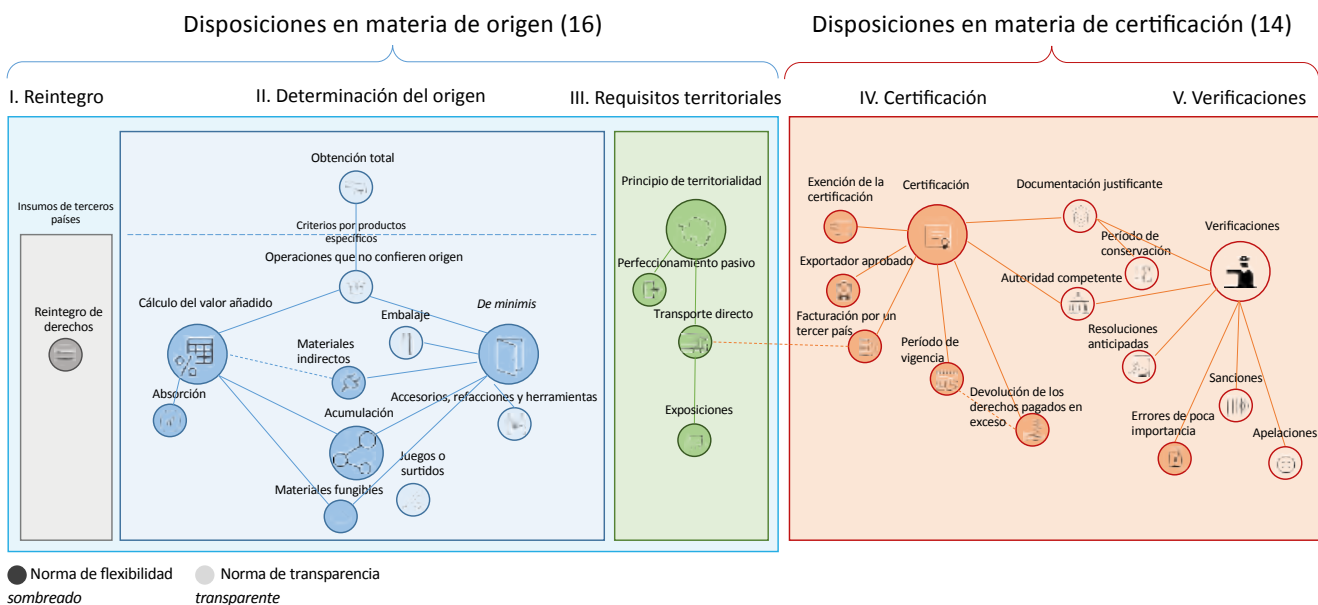 Disposiciones en materia de origen (16)
Disposiciones en materia de certificación (14)
I. Reintegro
II. Determinación del origen
III. Requisitos territoriales
IV. Certificación
V. Verificaciones
Insumos de terceros
países
Reintegro de
derechos
Obtención total
Criterios por productos
específicos
Operaciones que no confieren origen
Cálculo del valor añadido
De minimis
Embalaje
Materiales
indirectos
Absorción
Accesorios, refacciones y herramientas
Acumulación
Juegos o
surtidos
Materiales fungibles
Principio de territorialidad
Perfeccionamiento pasivo
Transporte directo
Exposiciones
Exención de la
certificación
Certificación
Documentación justificante
Exportador aprobado
Período de
conservación
Verificaciones
Autoridad competente
Facturación por un
tercer país
Período de
vigencia
Resoluciones
anticipadas
Devolución de los
derechos pagados en
exceso
Sanciones
Errores de poca
importancia
Apelaciones
Norma de flexibilidad
sombreado
Norma de transparencia
transparente